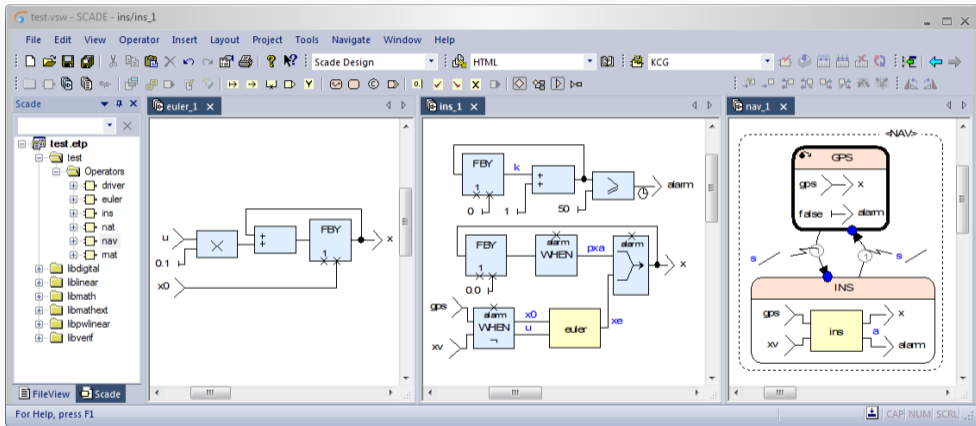 test.vsw - SCADE - ins/ins_1
File Edit View Operator Insert Layout Project Tools Navigate Window Help
Scade Design HTML KCG
Scade
euler_1
ins_1
nav_1
test.etp
test
Operators
driver
euler
ins
nat
nav
mat
libdigital
liblinear
libmath
libmathext
libpwlinear
libverif
FileView Scade
u
0.1
x0
+
+
FBY
1
x
FBY
1
k
0
1
+
+
50
alarm
FBY
1
0.0
alarm
WHEN
pxa
alarm
x
gps
xv
alarm
WHEN
x0
u
euler
xe
<NAV>
GPS
gps
x
false
alarm
s
1
1
s
INS
gps
xv
ins
x
a
alarm
For Help, press F1
CAP NUM SCRL